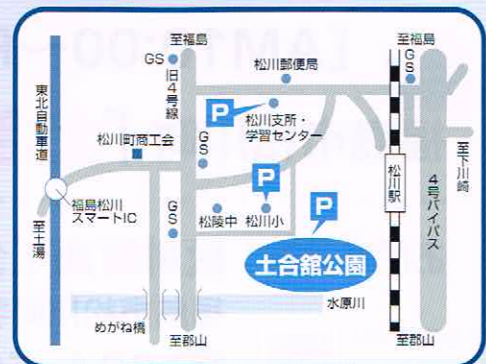 至福島
至福島
GS
旧4号線
松川郵便局
GS
東北自動車道
P
松川支所・
学習センター
松川町商工会
GS
P
松川駅
4号バイパス
至下川崎
福島松川
スマートIC
至土湯
GS
松陵中
松川小
P
土合舘公園
水原川
めがね橋
至郡山
至郡山